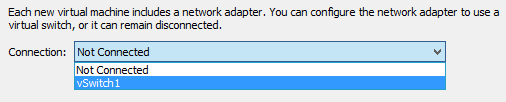 Each new virtual machine includes a network adapter. You can configure the network adapter to use a
virtual switch, or it can remain disconnected.
Connection: Not Connected
Not Connected
vSwitch1